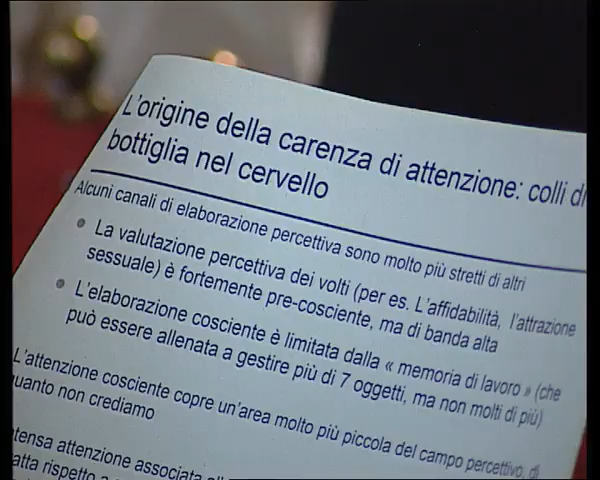 L'origine della carenza di attenzione: colli di
bottiglia nel cervello
Alcuni canali di elaborazione percettiva sono molto più stretti di altri
● La valutazione percettiva dei volti (per es. L'affidabilità, l'attrazione
sessuale) è fortemente pre-cosciente, ma di banda alta
● L'elaborazione cosciente è limitata dalla « memoria di lavoro » (che
può essere allenata a gestire più di 7 oggetti, ma non molti di più)
L'attenzione cosciente copre un'area molto più piccola del campo percettivo, di
quanto non crediamo
attenzione associata
rispetto a